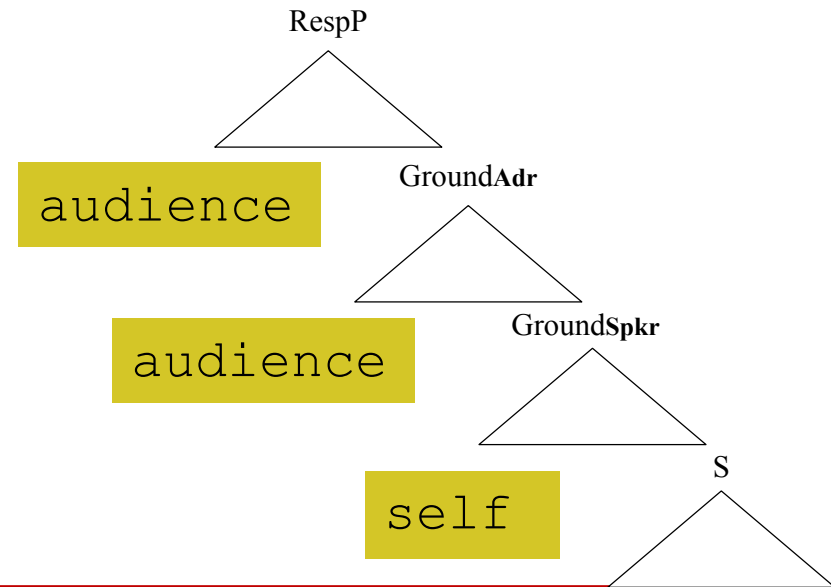 RespP
GroundAdr
audience
GroundSpkr
audience
S
self